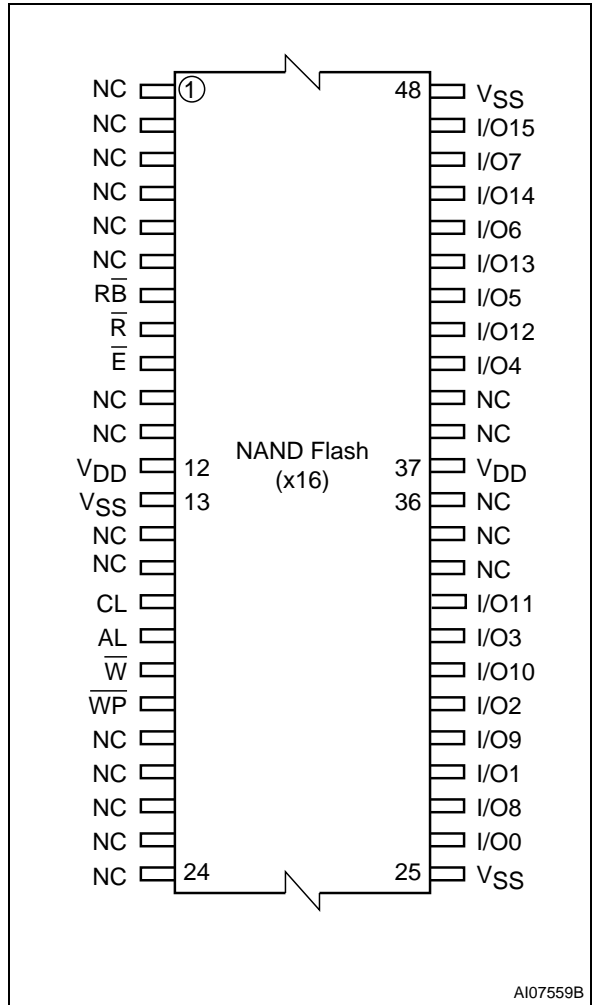 NC 1 48 VSS
NC I/O15
NC I/O7
NC I/O14
NC I/O6
NC I/O13
RB̅ I/O5
R̅ I/O12
E̅ I/O4
NC NC
NC NC
VDD 12 NAND Flash 37 VDD
(x16)
VSS 13 36 NC
NC NC
NC NC
CL I/O11
AL I/O3
W̅ I/O10
W̅P̅ I/O2
NC I/O9
NC I/O1
NC I/O8
NC I/O0
NC 24 25 VSS
AI07559B